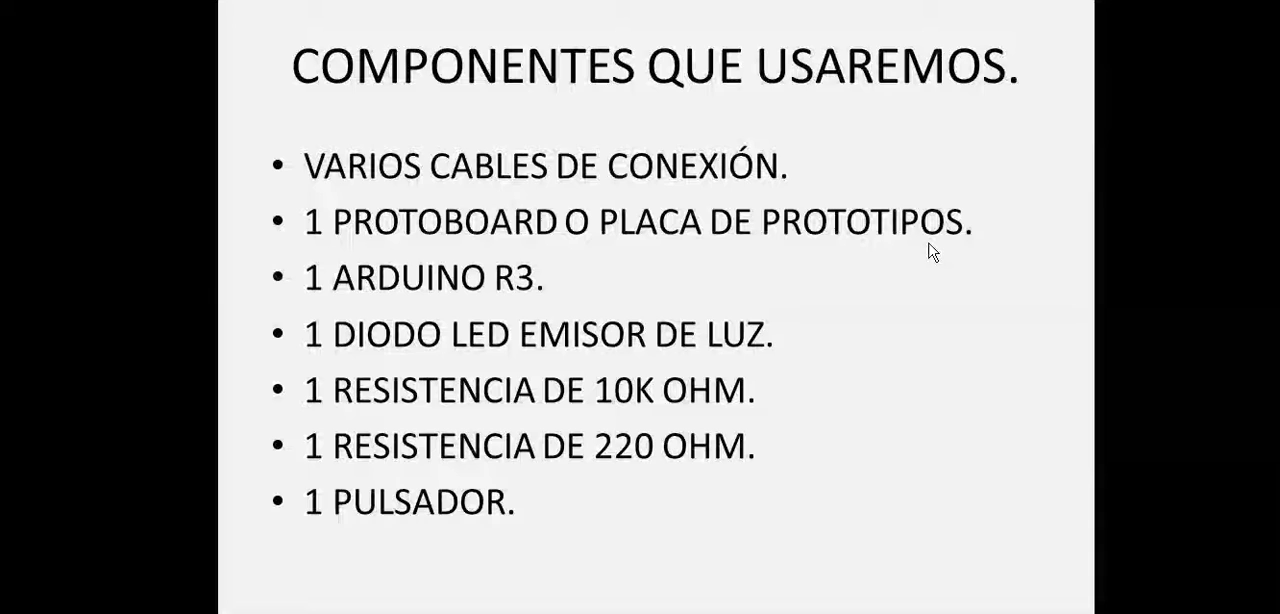 COMPONENTES QUE USAREMOS.
• VARIOS CABLES DE CONEXIÓN.
• 1 PROTOBOARD O PLACA DE PROTOTIPOS.
• 1 ARDUINO R3.
• 1 DIODO LED EMISOR DE LUZ.
• 1 RESISTENCIA DE 10K OHM.
• 1 RESISTENCIA DE 220 OHM.
• 1 PULSADOR.